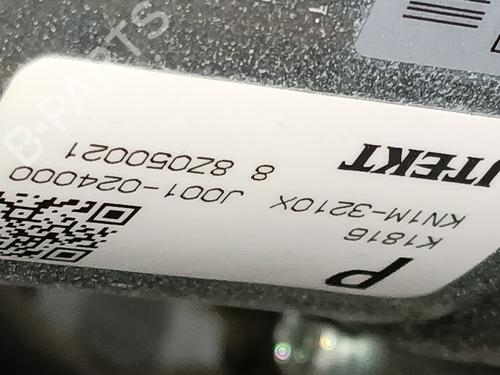 P
K1816
KN1M-3210X
J001-024000
JTEKT
8 8Z050021
B-PARTS